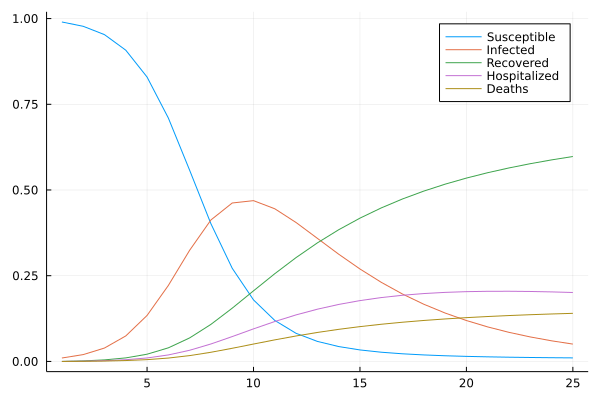 1.00
0.75
0.50
0.25
0.00
5 10 15 20 25
Susceptible
Infected
Recovered
Hospitalized
Deaths